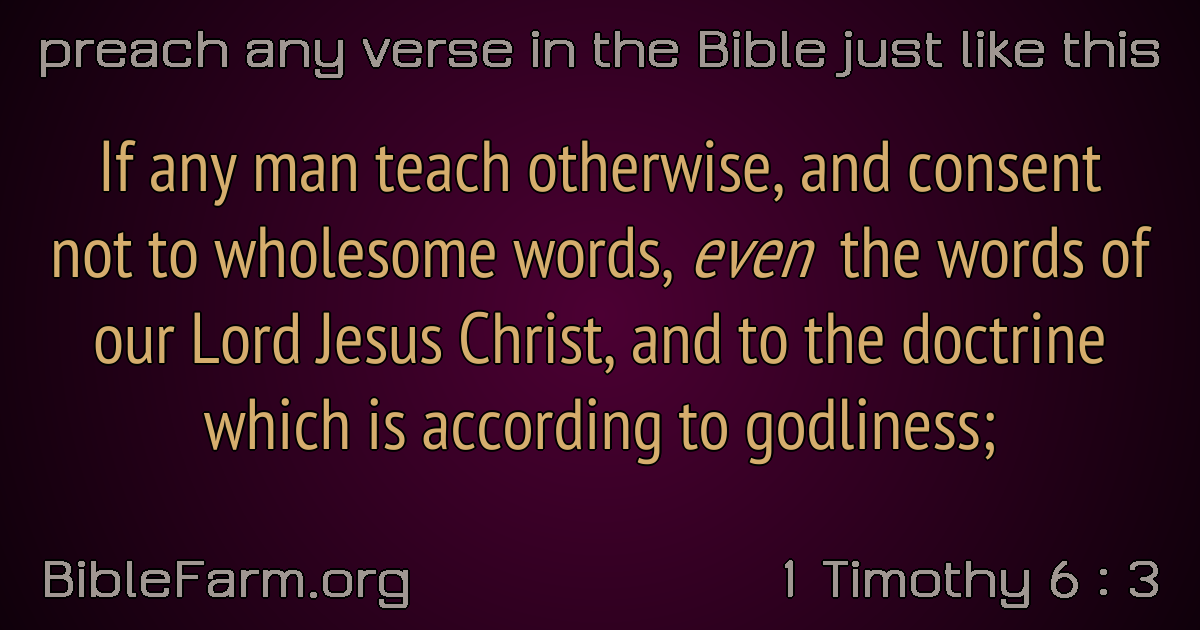 preach any verse in the Bible just like this
If any man teach otherwise, and consent
not to wholesome words, even the words of
our Lord Jesus Christ, and to the doctrine
which is according to godliness;
BibleFarm.org
1 Timothy 6 : 3